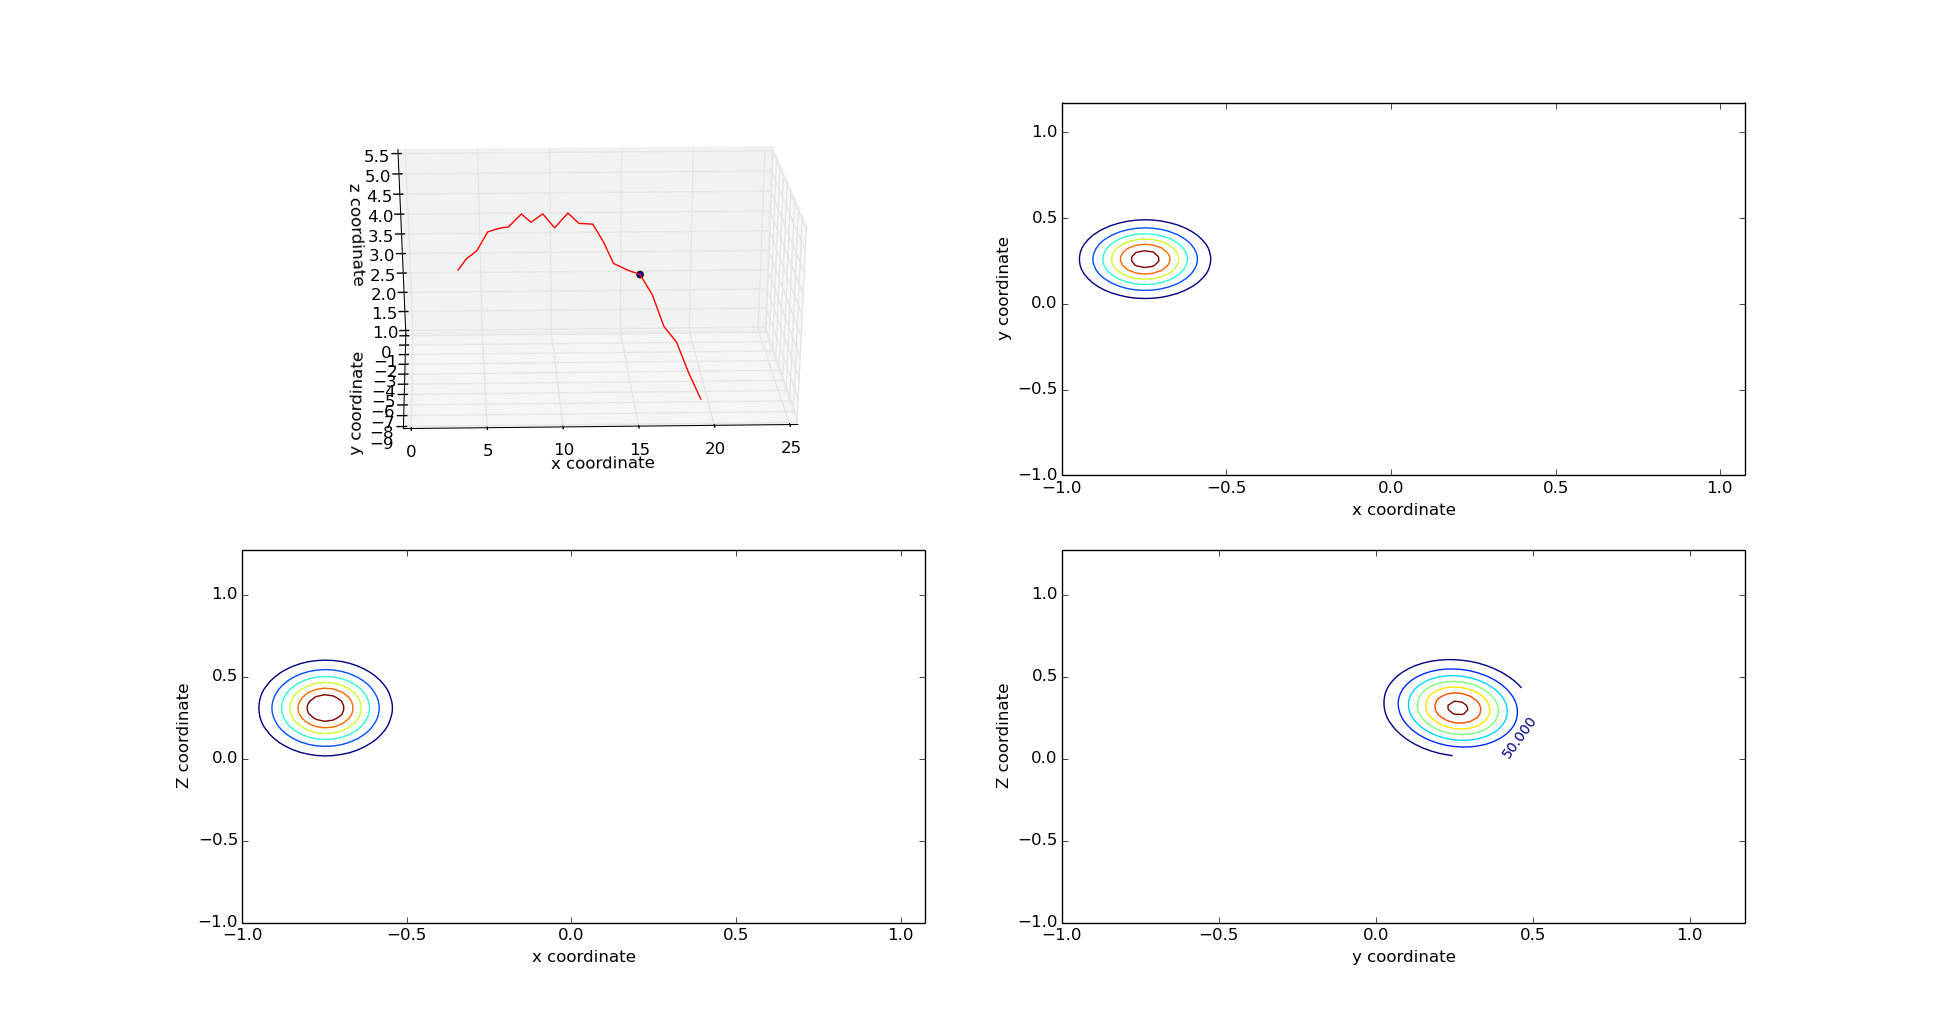 5.5
5.0
4.5
4.0
3.5
3.0
2.5
2.0
1.5
1.0
z coordinate
0
−1
−2
−3
−4
−5
−6
−7
−8
−9
y coordinate
0 5 10 15 20 25
x coordinate
1.0
0.5
0.0
−0.5
−1.0
y coordinate
−1.0 −0.5 0.0 0.5 1.0
x coordinate
1.0
0.5
0.0
−0.5
−1.0
Z coordinate
−1.0 −0.5 0.0 0.5 1.0
x coordinate
1.0
0.5
0.0
−0.5
−1.0
Z coordinate
50.000
−1.0 −0.5 0.0 0.5 1.0
y coordinate